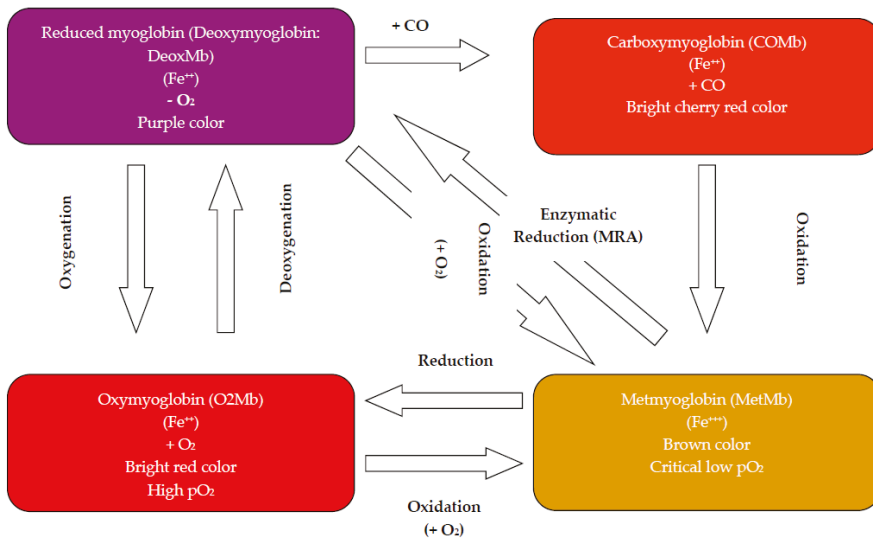 Reduced myoglobin (Deoxymyoglobin:
DeoxMb)
(Fe⁺⁺)
- O₂
Purple color
+ CO
Carboxymyoglobin (COMb)
(Fe⁺⁺)
+ CO
Bright cherry red color
Oxygenation
Deoxygenation
(+ O₂)
Oxidation
Enzymatic
Reduction (MRA)
Oxidation
Reduction
Oxymyoglobin (O2Mb)
(Fe⁺⁺)
+ O₂
Bright red color
High pO₂
Oxidation
(+ O₂)
Metmyoglobin (MetMb)
(Fe⁺⁺⁺)
Brown color
Critical low pO₂